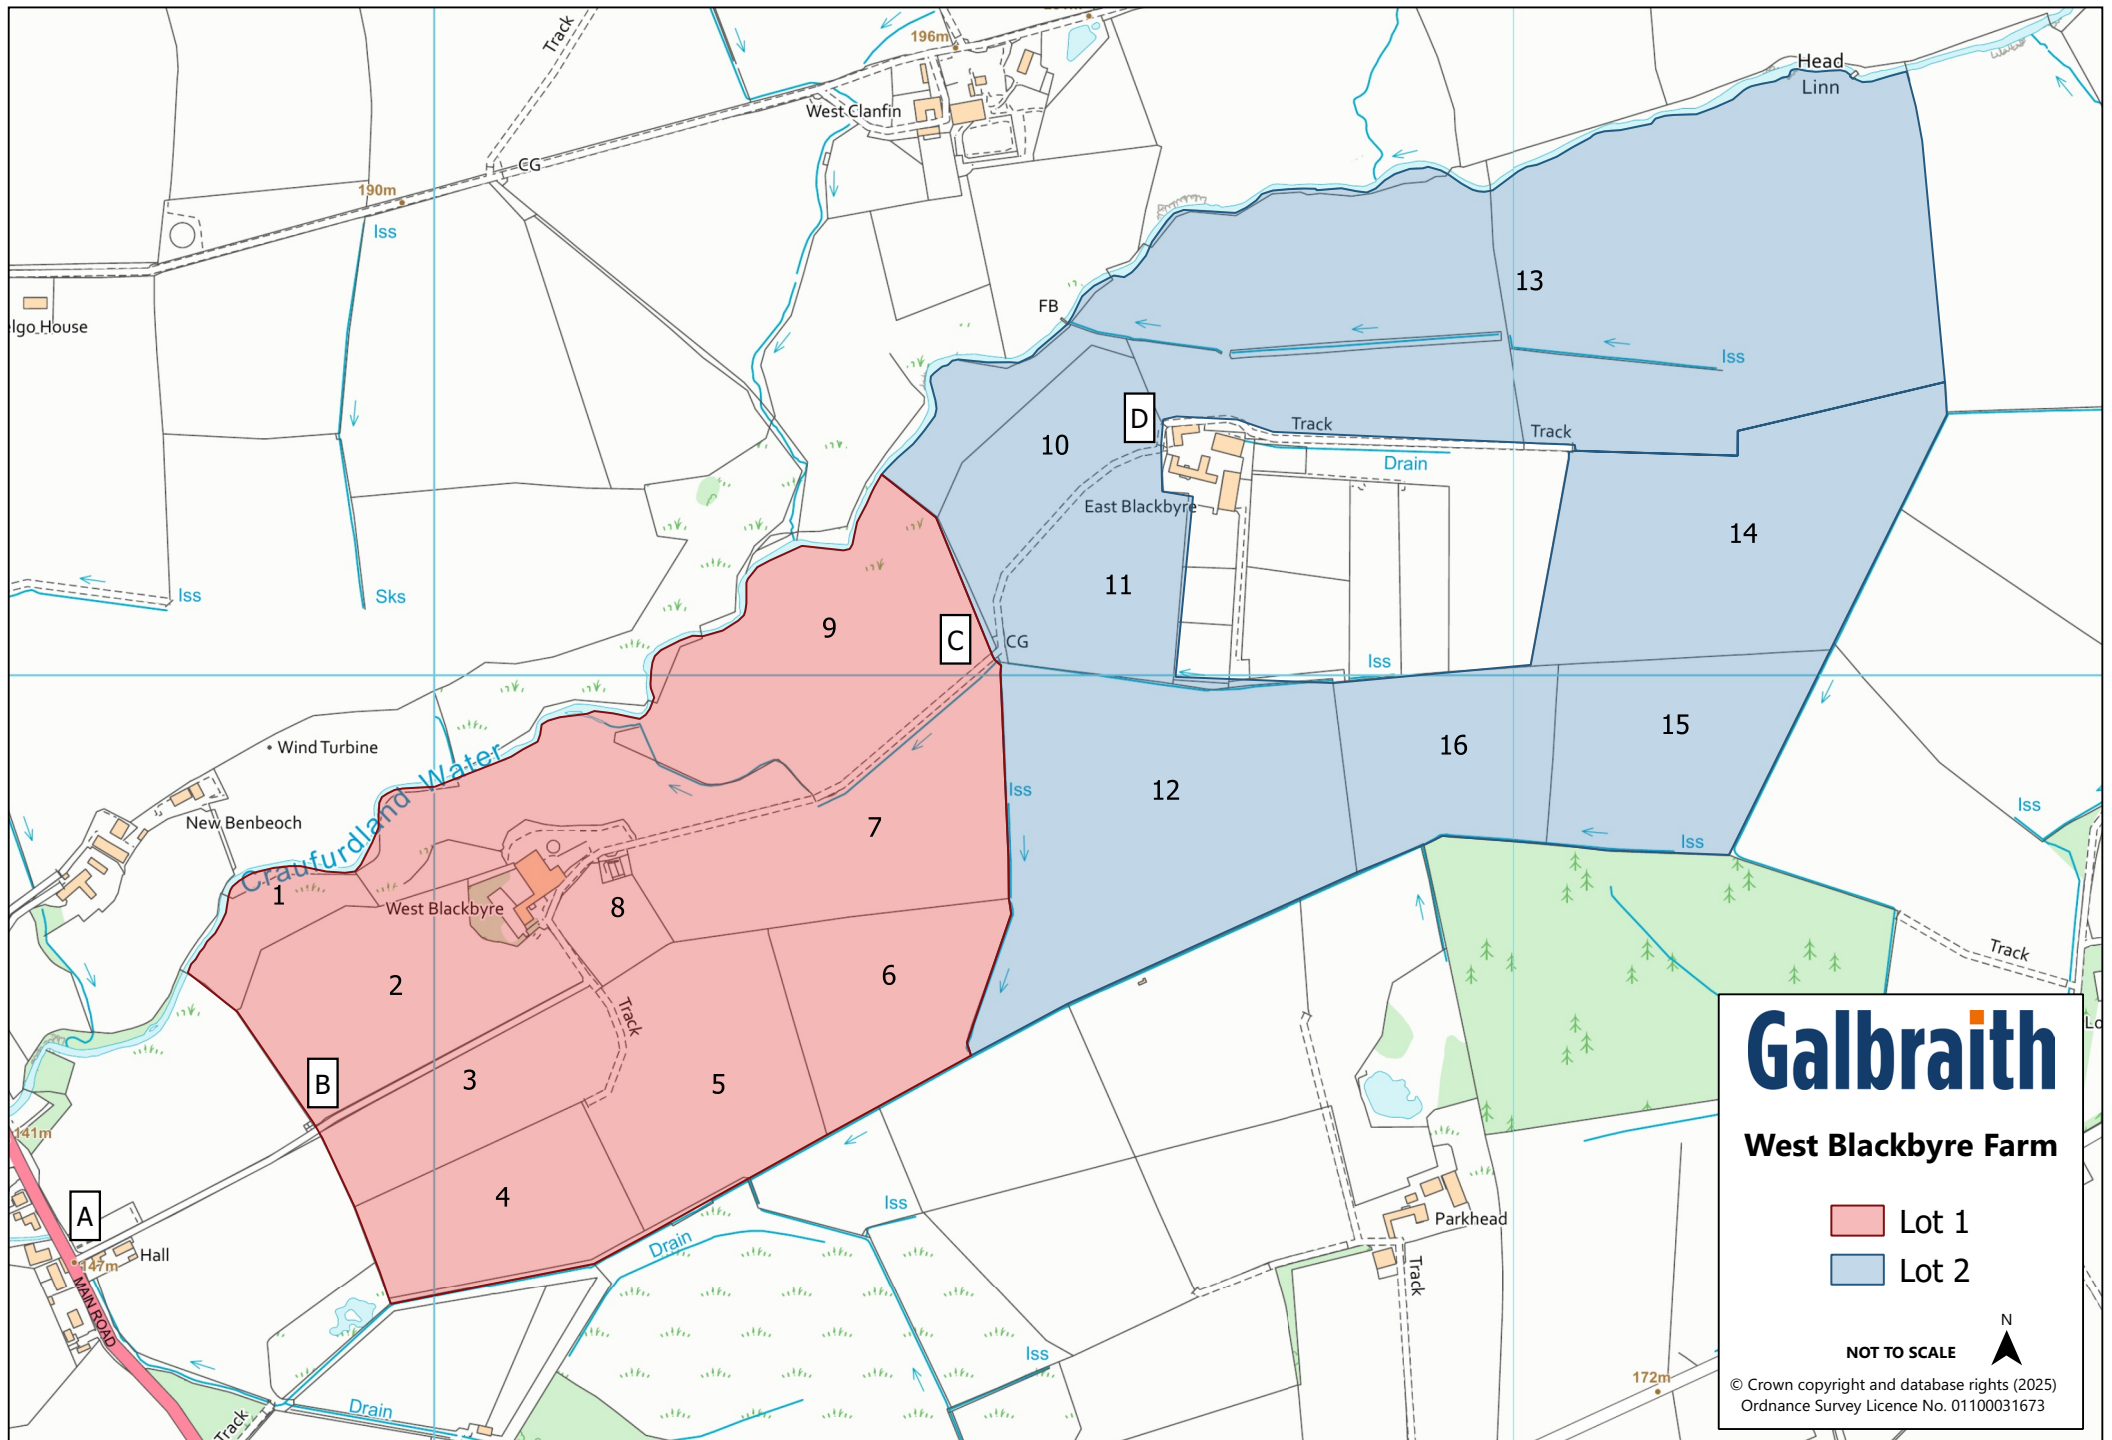 Track
196m
West Clanfin
Head
Linn
CG
190m
Iss
13
FB
Iss
D
10
Track
Track
Drain
East Blackbyre
14
11
Iss
Sks
9
C
CG
Iss
Wind Turbine
Craufurdland Water
New Benbeoch
15
16
12
Iss
7
Iss
Iss
1
West Blackbyre
8
Track
2
6
Track
B
3
5
141m
4
A
Hall
147m
MAIN ROAD
Iss
Drain
Parkhead
Track
Iss
Drain
Track
172m
Galbraith
West Blackbyre Farm
Lot 1
Lot 2
N
NOT TO SCALE
© Crown copyright and database rights (2025)
Ordnance Survey Licence No. 01100031673